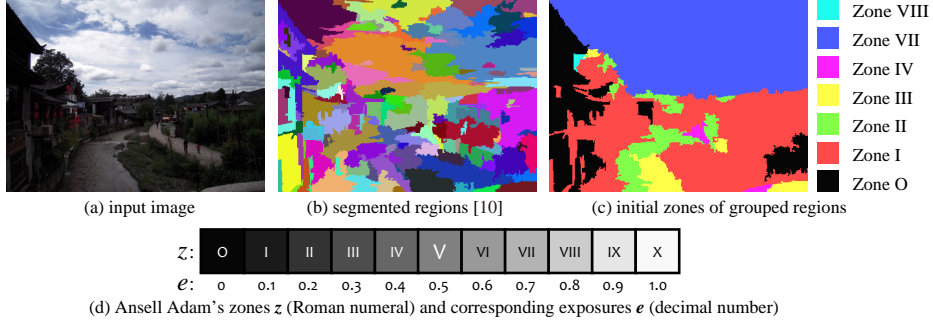 Zone VIII
Zone VII
Zone IV
Zone III
Zone II
Zone I
Zone O
(a) input image
(b) segmented regions [10]
(c) initial zones of grouped regions
z: O I II III IV V VI VII VIII IX X
e: 0 0.1 0.2 0.3 0.4 0.5 0.6 0.7 0.8 0.9 1.0
(d) Ansell Adam's zones z (Roman numeral) and corresponding exposures e (decimal number)